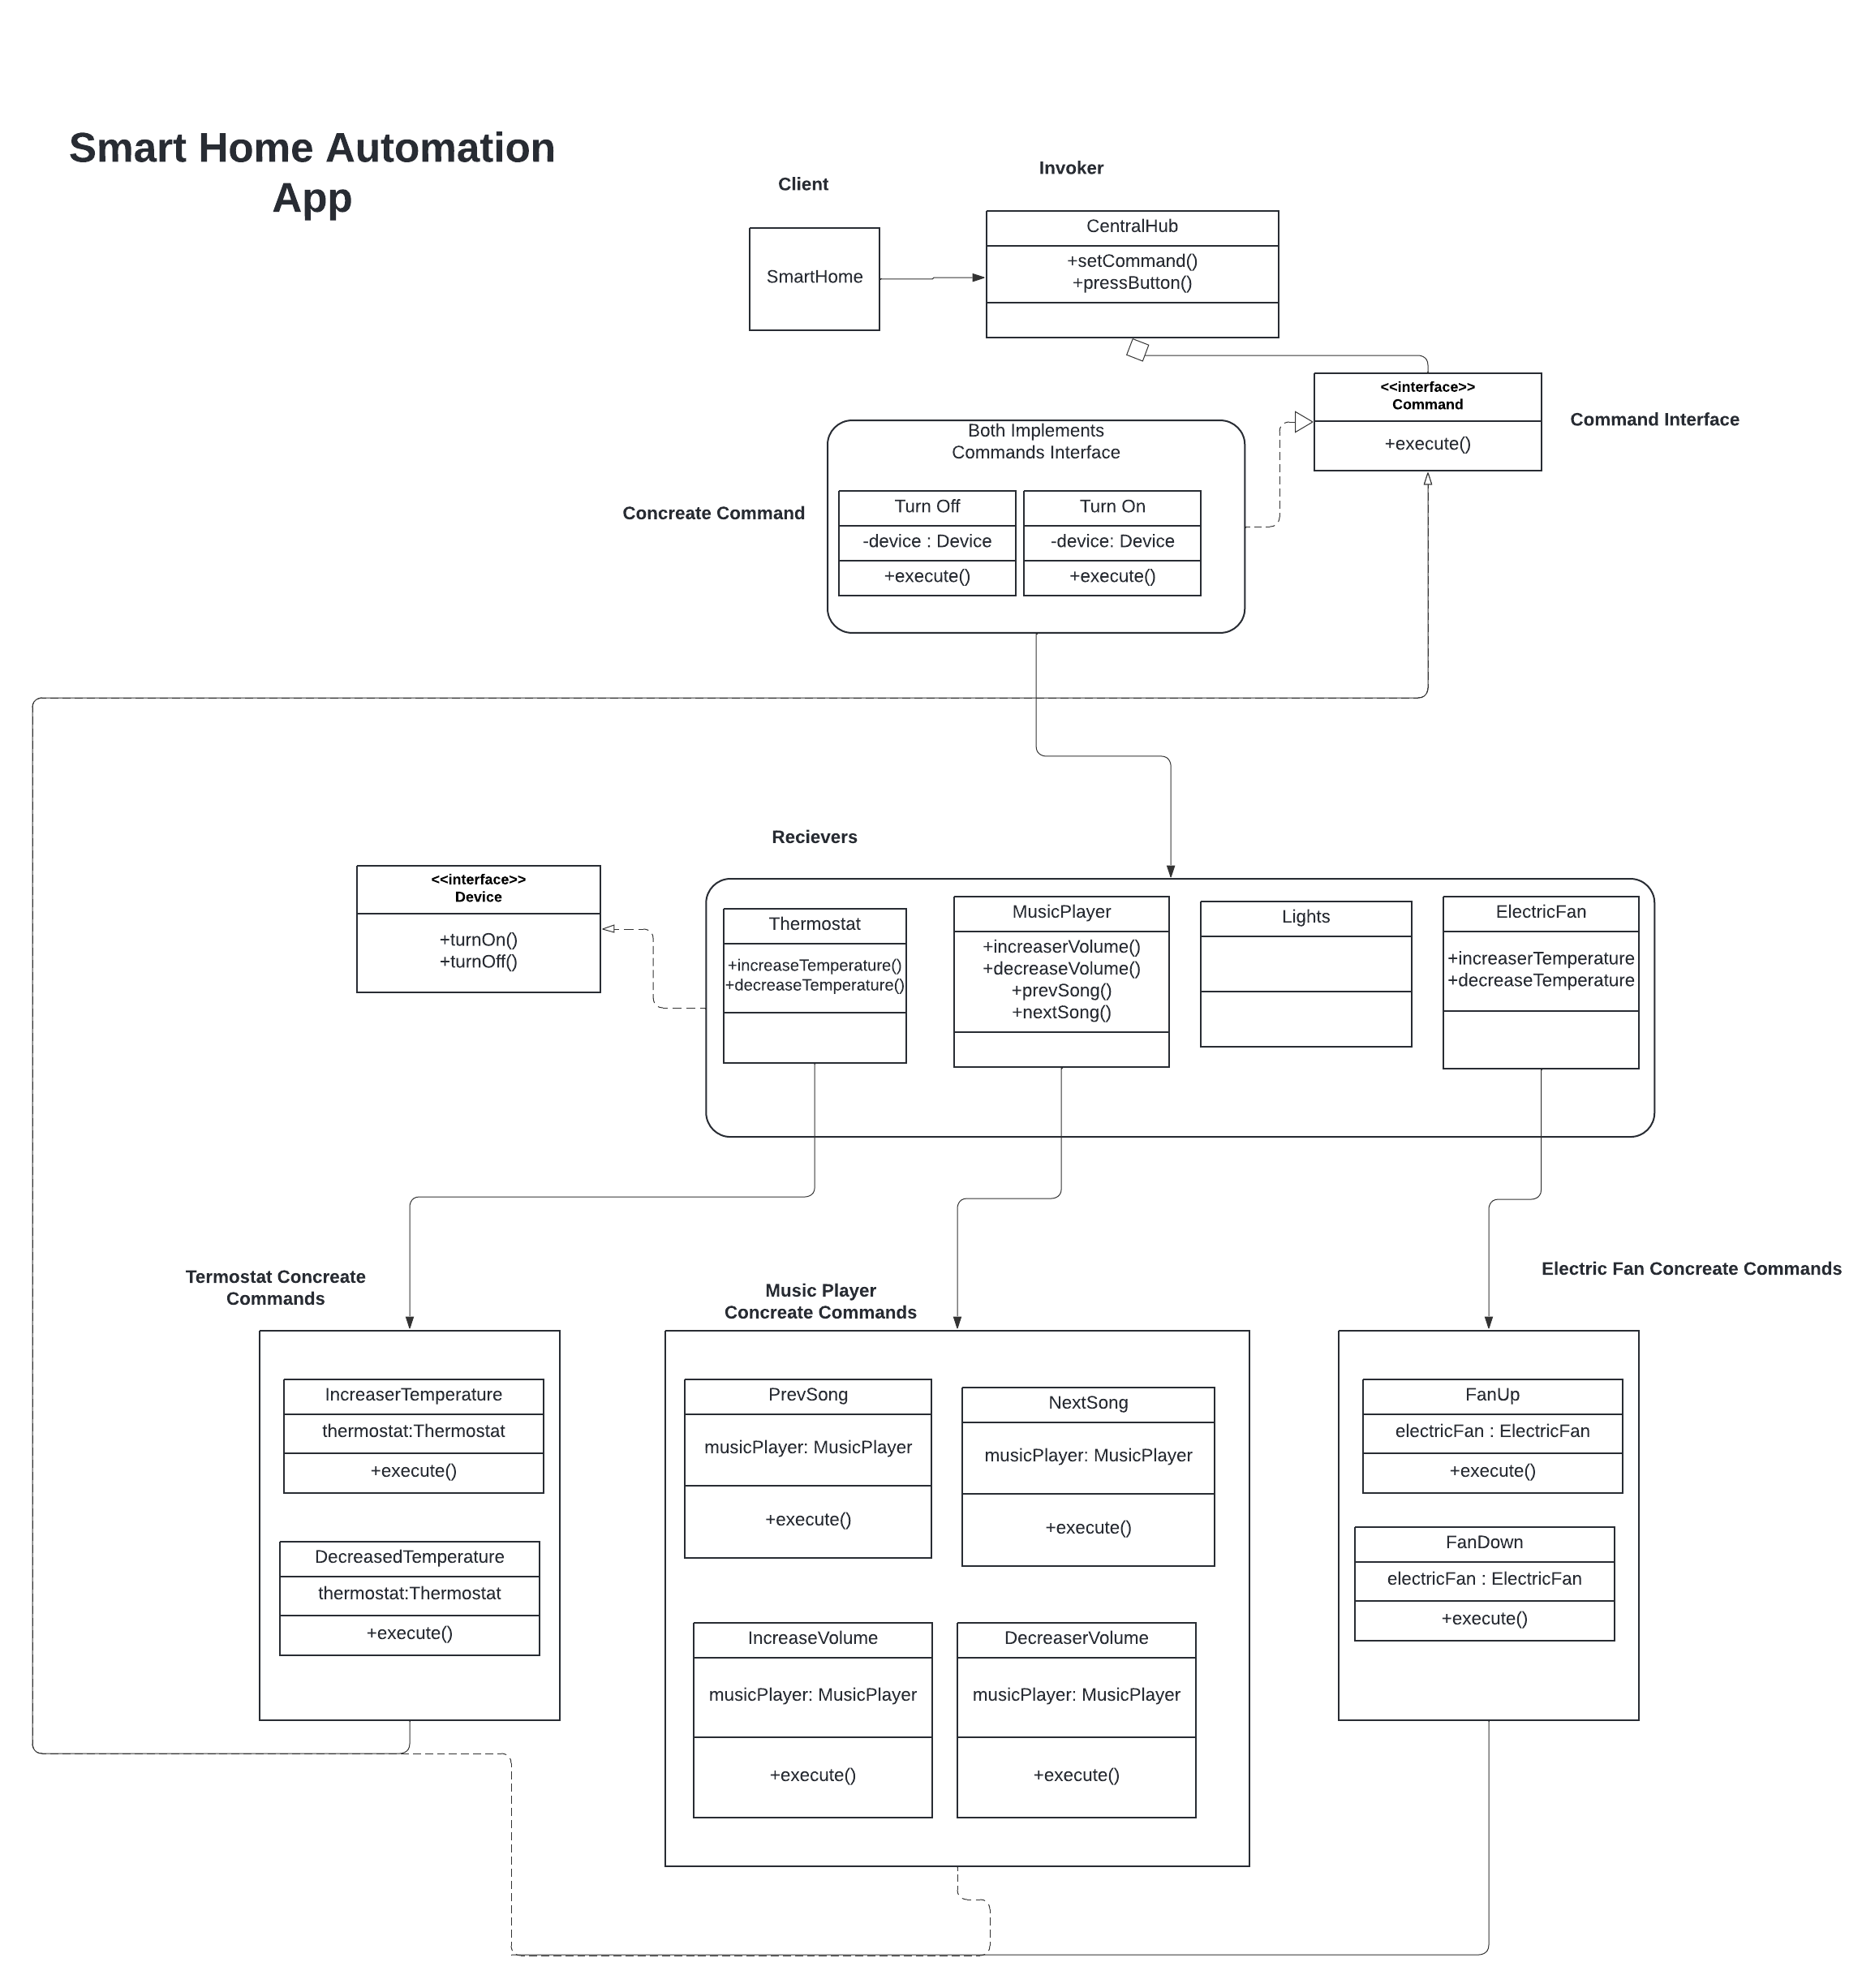 Smart Home Automation
App
Client
Invoker
SmartHome
CentralHub
+setCommand()
+pressButton()
<<interface>>
Command
+execute()
Command Interface
Both Implements
Commands Interface
Concreate Command
Turn Off
-device : Device
+execute()
Turn On
-device: Device
+execute()
Recievers
<<interface>>
Device
+turnOn()
+turnOff()
Thermostat
+increaseTemperature()
+decreaseTemperature()
MusicPlayer
+increaserVolume()
+decreaseVolume()
+prevSong()
+nextSong()
Lights
ElectricFan
+increaserTemperature
+decreaseTemperature
Termostat Concreate
Commands
Music Player
Concreate Commands
Electric Fan Concreate Commands
IncreaserTemperature
thermostat:Thermostat
+execute()
DecreasedTemperature
thermostat:Thermostat
+execute()
PrevSong
musicPlayer: MusicPlayer
+execute()
NextSong
musicPlayer: MusicPlayer
+execute()
IncreaseVolume
musicPlayer: MusicPlayer
+execute()
DecreaserVolume
musicPlayer: MusicPlayer
+execute()
FanUp
electricFan : ElectricFan
+execute()
FanDown
electricFan : ElectricFan
+execute()